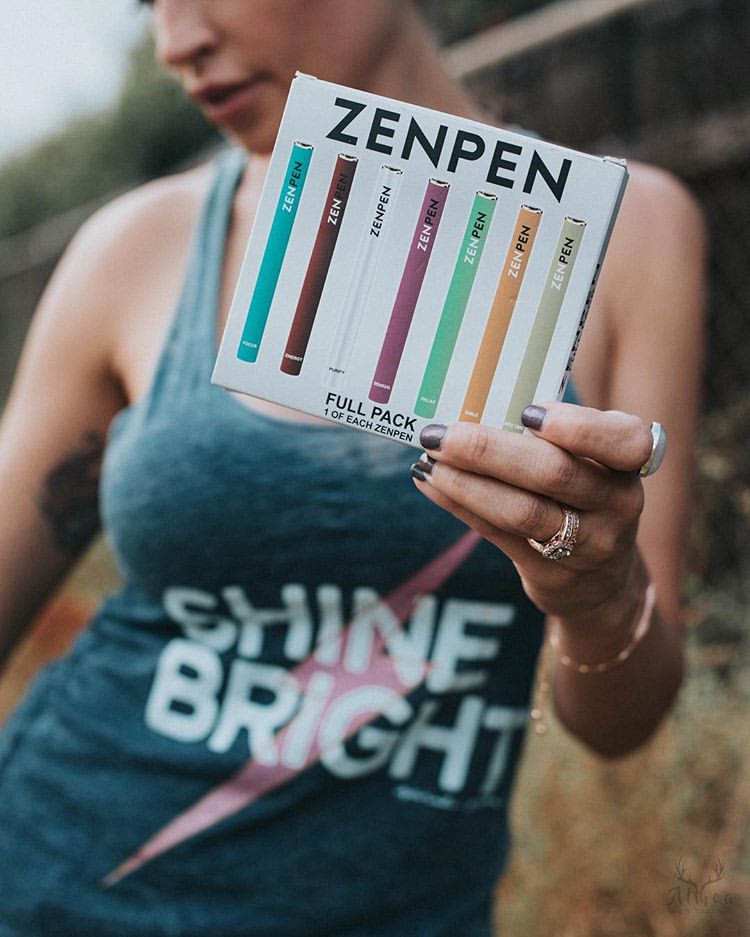 ZENPEN
ZENPEN
ZENPEN
ZENPEN
ZENPEN
ZENPEN
ZENPEN
ZENPEN
FOCUS
ENERGY
PURIFY
SENSUAL
RELAX
SMILE
FULL PACK
1 OF EACH ZENPEN
SHINE
BRIGHT